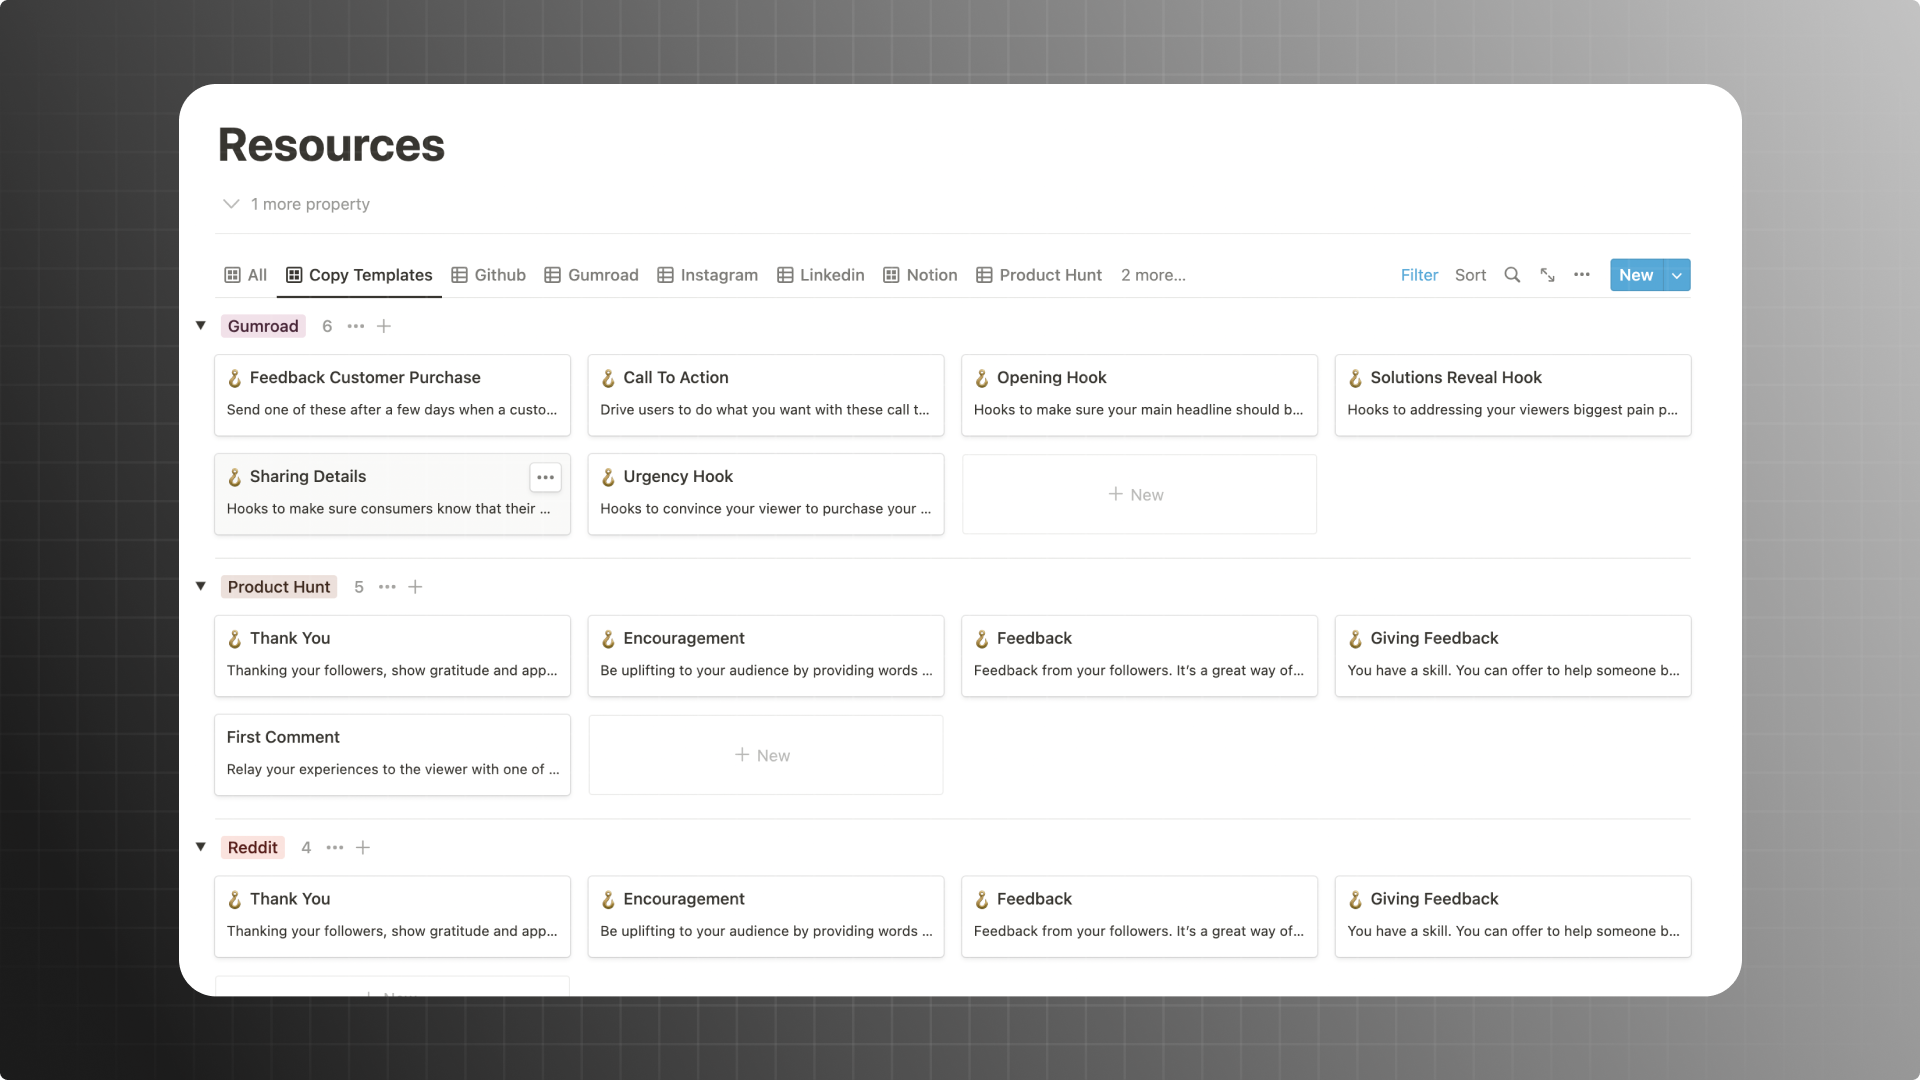 Resources
1 more property
All Copy Templates Github Gumroad Instagram Linkedin Notion Product Hunt 2 more... Filter Sort New
Gumroad 6
Feedback Customer Purchase
Send one of these after a few days when a custo...
Call To Action
Drive users to do what you want with these call t...
Opening Hook
Hooks to make sure your main headline should b...
Solutions Reveal Hook
Hooks to addressing your viewers biggest pain p...
Sharing Details
Hooks to make sure consumers know that their ...
Urgency Hook
Hooks to convince your viewer to purchase your ...
New
Product Hunt 5
Thank You
Thanking your followers, show gratitude and app...
Encouragement
Be uplifting to your audience by providing words ...
Feedback
Feedback from your followers. It's a great way of...
Giving Feedback
You have a skill. You can offer to help someone b...
First Comment
Relay your experiences to the viewer with one of ...
New
Reddit 4
Thank You
Thanking your followers, show gratitude and app...
Encouragement
Be uplifting to your audience by providing words ...
Feedback
Feedback from your followers. It's a great way of...
Giving Feedback
You have a skill. You can offer to help someone b...